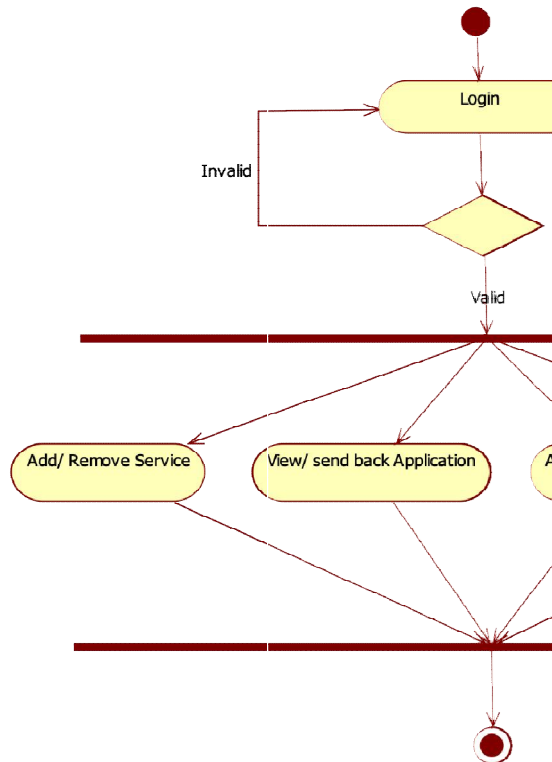 Login
Invalid
Valid
Add/ Remove Service
View/ send back Application
A